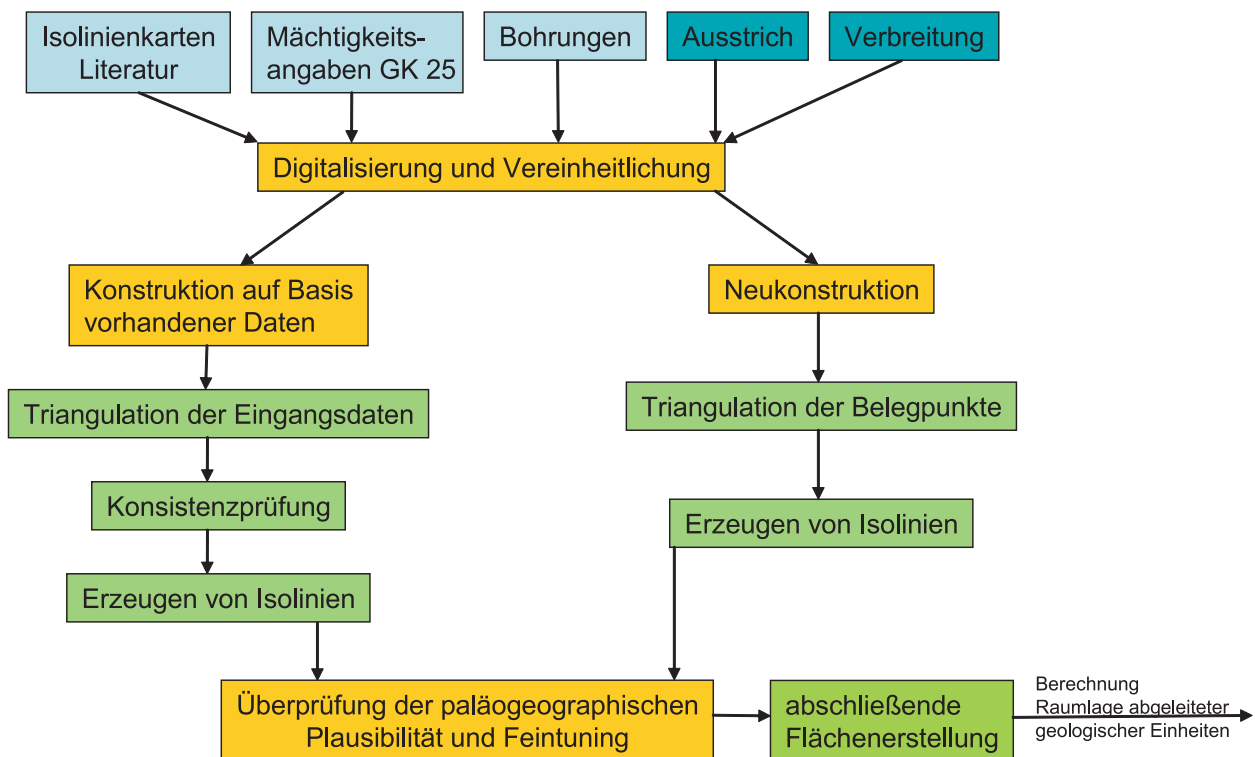 Isolinienkarten
Literatur
Mächtigkeits-
angaben GK 25
Bohrungen
Ausstrich
Verbreitung
Digitalisierung und Vereinheitlichung
Konstruktion auf Basis
vorhandener Daten
Neukonstruktion
Triangulation der Eingangsdaten
Triangulation der Belegpunkte
Konsistenzprüfung
Erzeugen von Isolinien
Erzeugen von Isolinien
Überprüfung der paläogeographischen
Plausibilität und Feintuning
abschließende
Flächenerstellung
Berechnung
Raumlage abgeleiteter
geologischer Einheiten